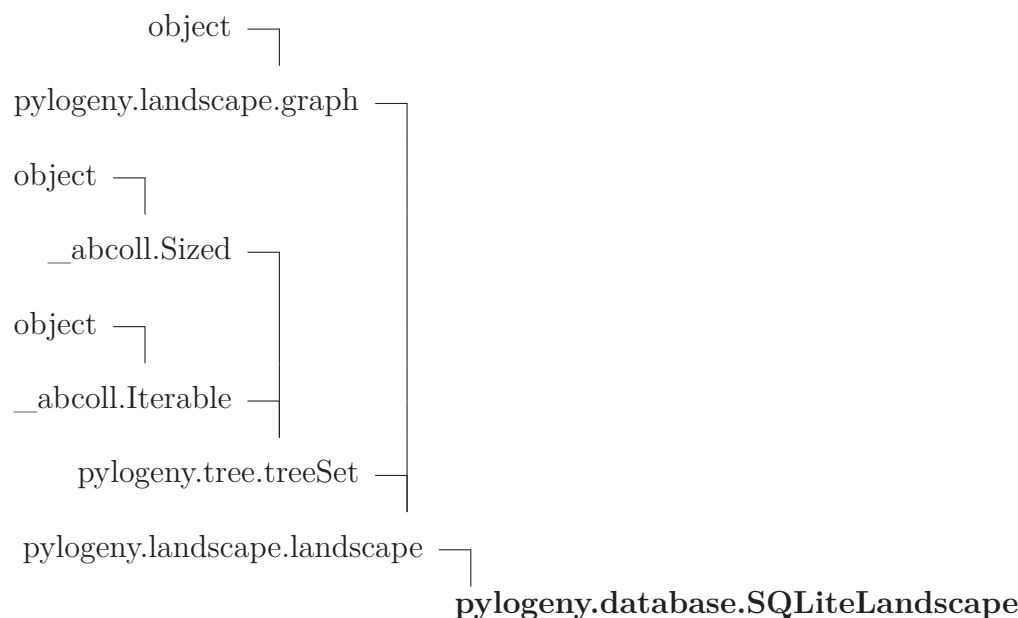 object
pylogeny.landscape.graph
object
_abcoll.Sized
object
_abcoll.Iterable
pylogeny.tree.treeSet
pylogeny.landscape.landscape
pylogeny.database.SQLiteLandscape